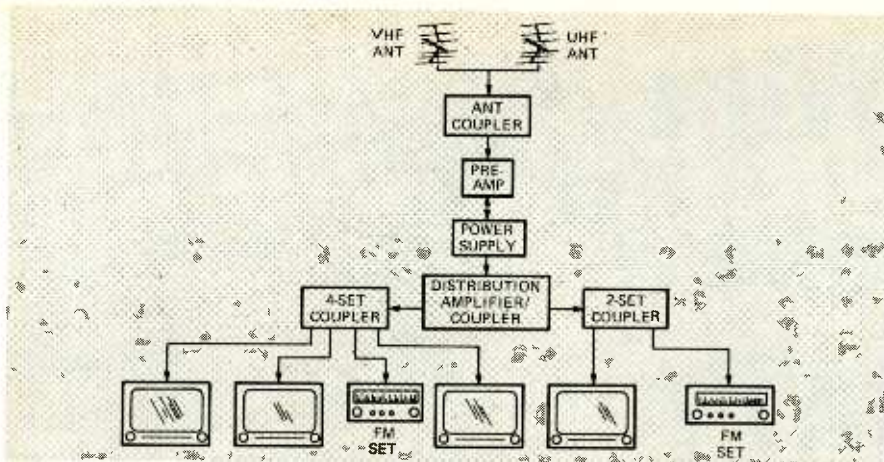 VHF
ANT
UHF
ANT
ANT
COUPLER
PRE-
AMP
POWER
SUPPLY
DISTRIBUTION
AMPLIFIER/
COUPLER
4-SET
COUPLER
2-SET
COUPLER
FM
SET
FM
SET